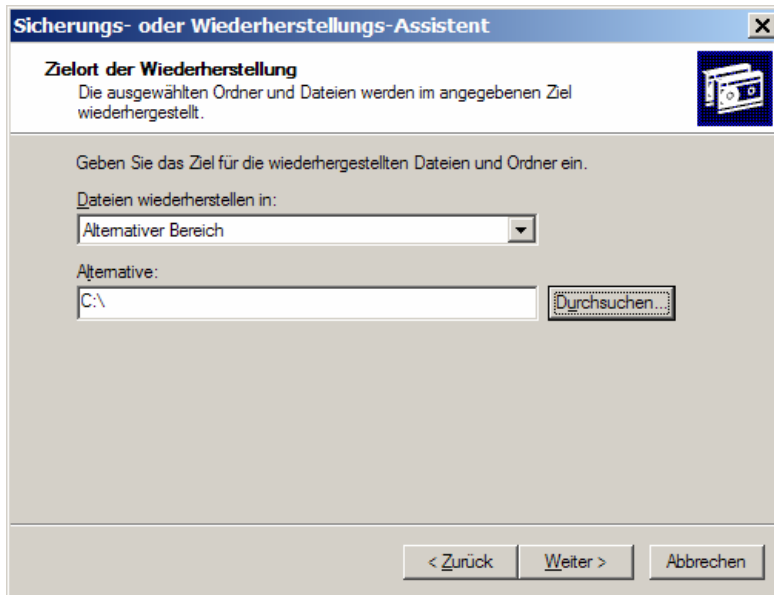 Sicherungs- oder Wiederherstellungs-Assistent
Zielort der Wiederherstellung
Die ausgewählten Ordner und Dateien werden im angegebenen Ziel
wiederhergestellt.
Geben Sie das Ziel für die wiederhergestellten Dateien und Ordner ein.
Dateien wiederherstellen in:
Alternativer Bereich
Alternative:
C:\
Durchsuchen...
< Zurück
Weiter >
Abbrechen